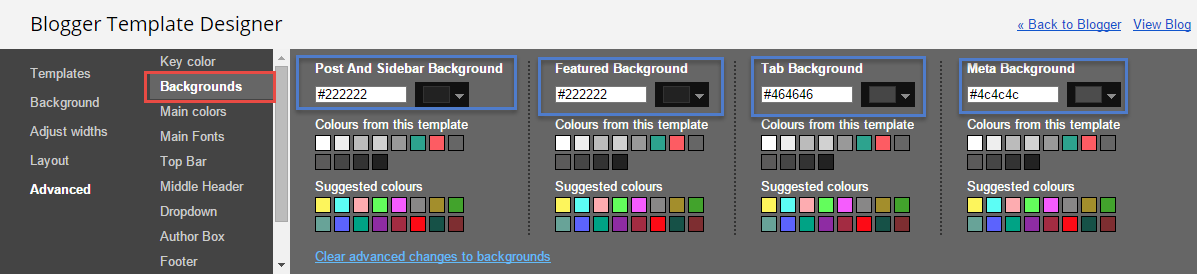 Blogger Template Designer
« Back to Blogger View Blog
Templates
Background
Adjust widths
Layout
Advanced
Key color
Backgrounds
Main colors
Main Fonts
Top Bar
Middle Header
Dropdown
Author Box
Footer
Post And Sidebar Background
#222222
Colours from this template
Suggested colours
Featured Background
#222222
Colours from this template
Suggested colours
Tab Background
#464646
Colours from this template
Suggested colours
Meta Background
#4c4c4c
Colours from this template
Suggested colours
Clear advanced changes to backgrounds